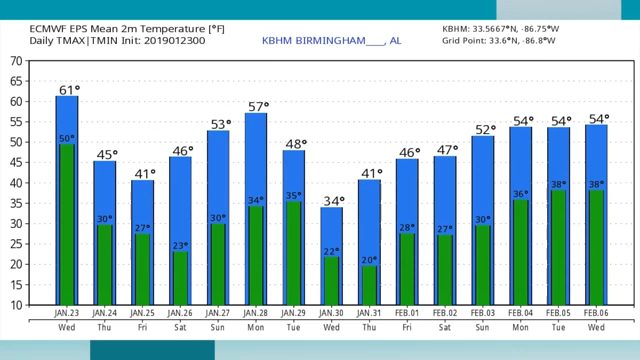 ECMWF EPS Mean 2m Temperature [°F]
Daily TMAX|TMIN Init: 2019012300
KBHM BIRMINGHAM___, AL
KBHM: 33.5667°N, -86.75°W
Grid Point: 33.6°N, -86.8°W
70
65
60
55
50
45
40
35
30
25
20
15
10
61° 45° 41° 46° 53° 57° 48° 34° 41° 46° 47° 52° 54° 54° 54°
50° 30° 27° 23° 30° 34° 35° 22° 20° 28° 27° 30° 36° 38° 38°
JAN.23 JAN.24 JAN.25 JAN.26 JAN.27 JAN.28 JAN.29 JAN.30 JAN.31 FEB.01 FEB.02 FEB.03 FEB.04 FEB.05 FEB.06
Wed Thu Fri Sat Sun Mon Tue Wed Thu Fri Sat Sun Mon Tue Wed